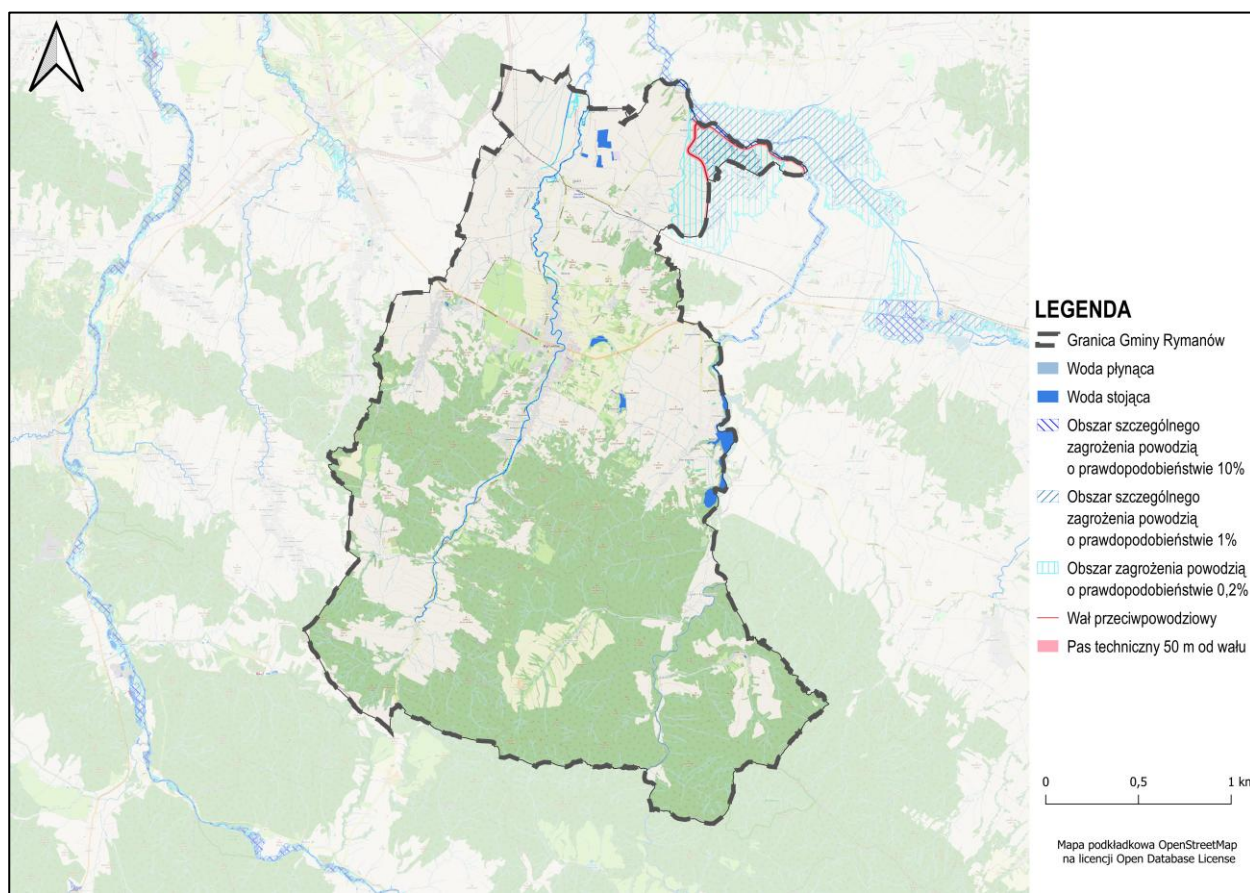 LEGENDA
Granica Gminy Rymanów
Woda płynąca
Woda stojąca
Obszar szczególnego
zagrożenia powodzią
o prawdopodobieństwie 10%
Obszar szczególnego
zagrożenia powodzią
o prawdopodobieństwie 1%
Obszar zagrożenia powodzią
o prawdopodobieństwie 0,2%
Wał przeciwpowodziowy
Pas techniczny 50 m od wału
0 0,5 1 km
Mapa podkładkowa OpenStreetMap
na licencji Open Database License